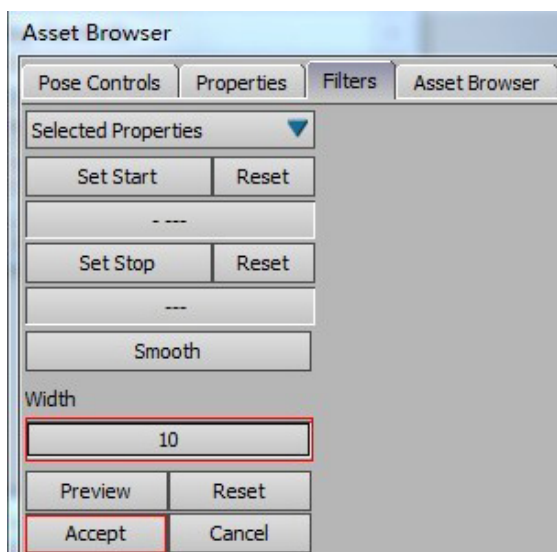 Asset Browser
Pose Controls Properties Filters Asset Browser
Selected Properties
Set Start Reset
- ---
Set Stop Reset
---
Smooth
Width
10
Preview Reset
Accept Cancel